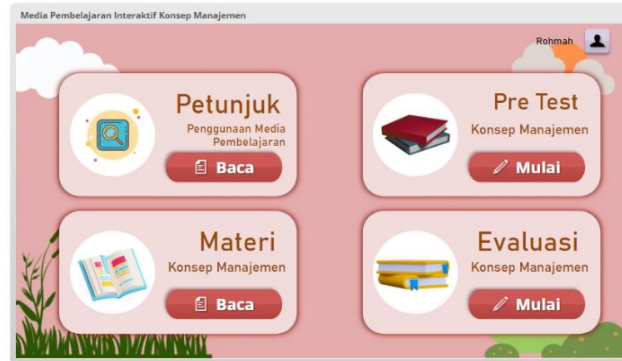 Media Pembelajaran Interaktif Konsep Manajemen
Rohmah
Petunjuk
Penggunaan Media
Pembelajaran
Baca
Pre Test
Konsep Manajemen
Mulai
Materi
Konsep Manajemen
Baca
Evaluasi
Konsep Manajemen
Mulai